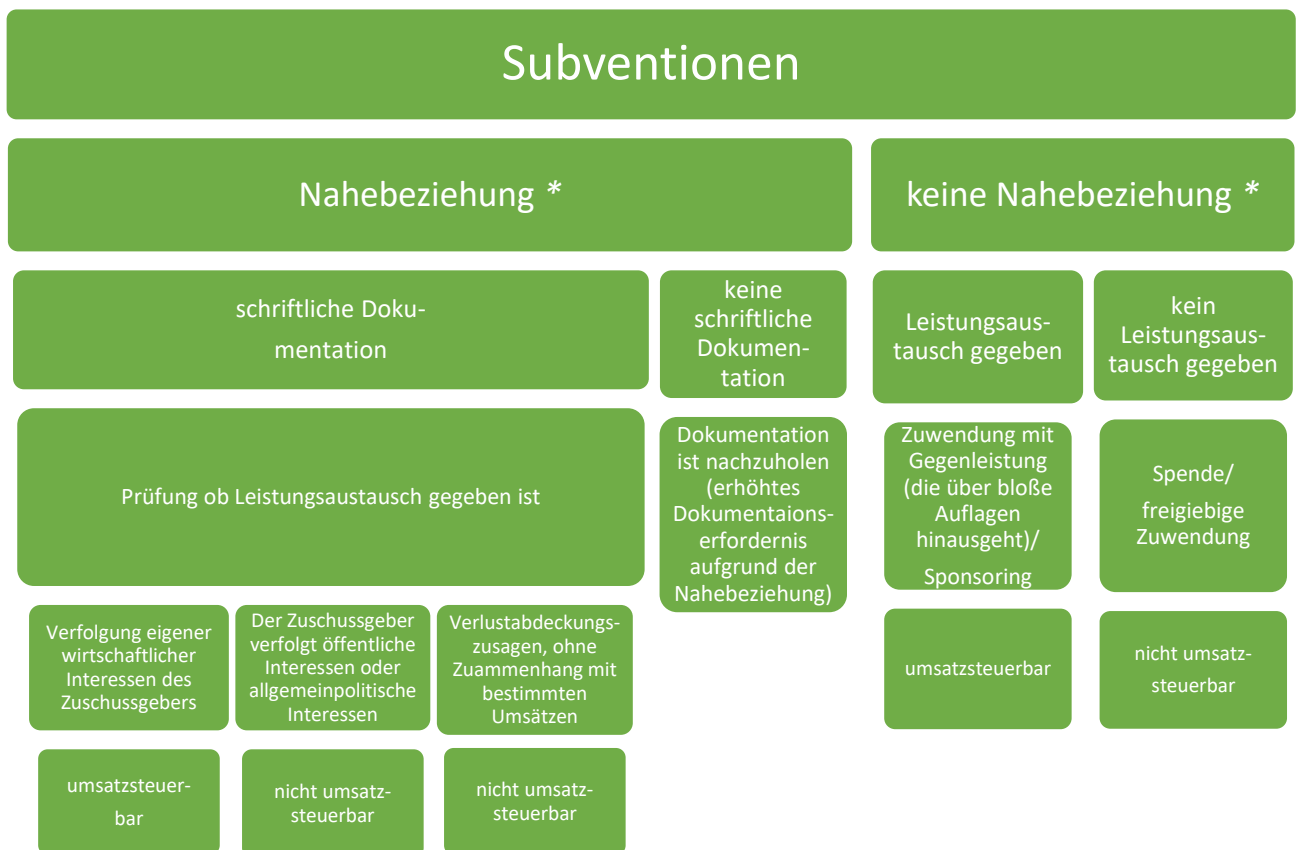 Subventionen
Nahebeziehung *
keine Nahebeziehung *
schriftliche Doku-
mentation
keine
schriftliche
Dokumen-
tation
Leistungsaus-
tausch gegeben
kein
Leistungsaus-
tausch gegeben
Prüfung ob Leistungsaustausch gegeben ist
Dokumentation
ist nachzuholen
(erhöhtes
Dokumentaions-
erfordernis
aufgrund der
Nahebeziehung)
Zuwendung mit
Gegenleistung
(die über bloße
Auflagen
hinausgeht)/
Sponsoring
Spende/
freigiebige
Zuwendung
Verfolgung eigener
wirtschaftlicher
Interessen des
Zuschussgebers
Der Zuschussgeber
verfolgt öffentliche
Interessen oder
allgemeinpolitische
Interessen
Verlustabdeckungs-
zusagen, ohne
Zuammenhang mit
bestimmten
Umsätzen
umsatzsteuerbar
nicht umsatz-
steuerbar
umsatzsteuer-
bar
nicht umsatz-
steuerbar
nicht umsatz-
steuerbar